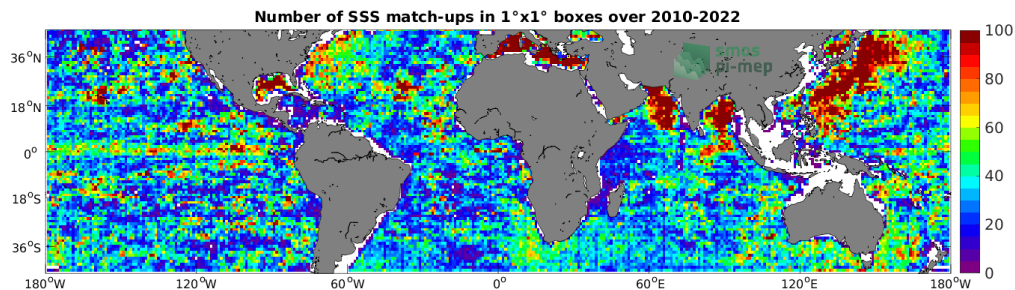 Number of SSS match-ups in 1°x1° boxes over 2010-2022
36°N
18°N
0°
18°S
36°S
180°W
120°W
60°W
0°
60°E
120°E
180°W
100
80
60
40
20
0
smos
pi-mep